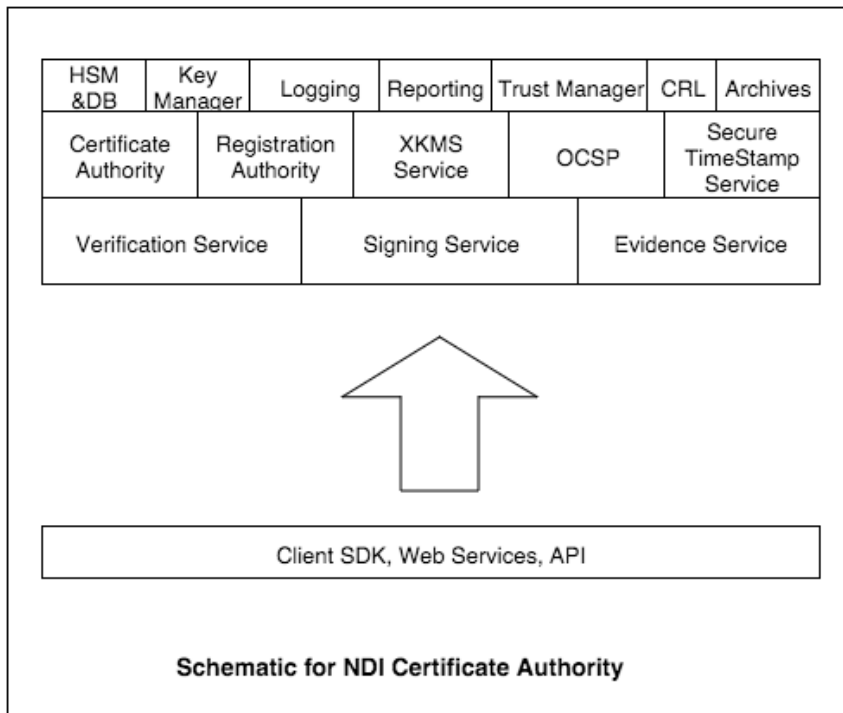 HSM
&DB
Key
Manager
Logging
Reporting
Trust Manager
CRL
Archives
Certificate
Authority
Registration
Authority
XKMS
Service
OCSP
Secure
TimeStamp
Service
Verification Service
Signing Service
Evidence Service
Client SDK, Web Services, API
Schematic for NDI Certificate Authority